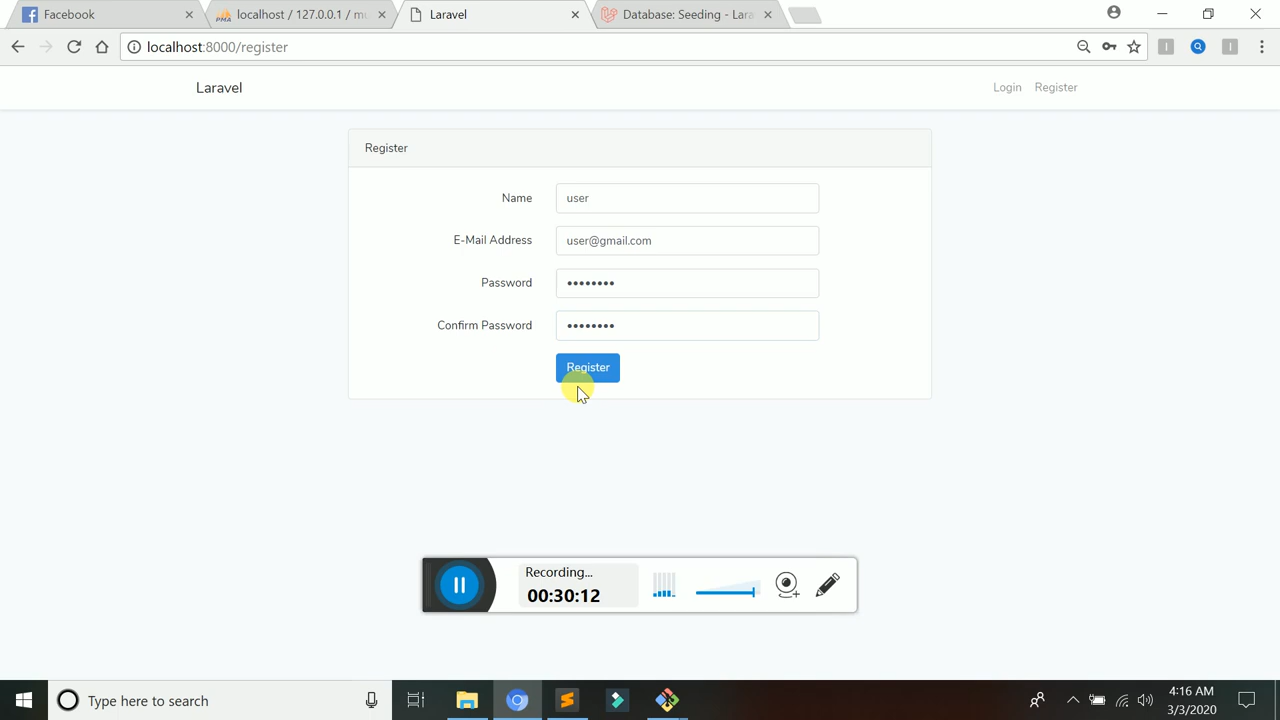 Facebook
localhost / 127.0.0.1 / mu
Laravel
Database: Seeding - Lara
localhost:8000/register
Laravel
Login
Register
Register
Name
user
E-Mail Address
user@gmail.com
Password
••••••••
Confirm Password
••••••••
Register
Recording...
00:30:12
Type here to search
4:16 AM
3/3/2020